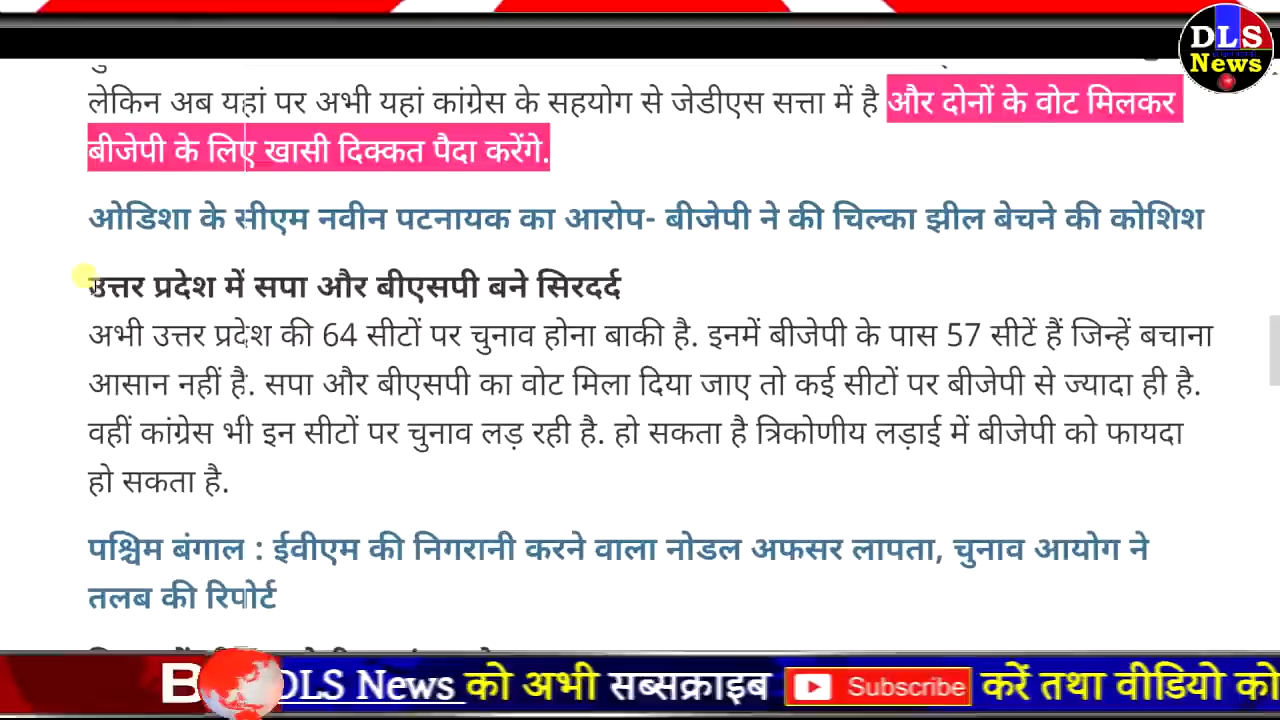 DLS
News
लेकिन अब यहां पर अभी यहां कांग्रेस के सहयोग से जेडीएस सत्ता में है और दोनों के वोट मिलकर
बीजेपी के लिए खासी दिक्कत पैदा करेंगे.
ओडिशा के सीएम नवीन पटनायक का आरोप- बीजेपी ने की चिल्का झील बेचने की कोशिश
उत्तर प्रदेश में सपा और बीएसपी बने सिरदर्द
अभी उत्तर प्रदेश की 64 सीटों पर चुनाव होना बाकी है. इनमें बीजेपी के पास 57 सीटें हैं जिन्हें बचाना
आसान नहीं है. सपा और बीएसपी का वोट मिला दिया जाए तो कई सीटों पर बीजेपी से ज्यादा ही है.
वहीं कांग्रेस भी इन सीटों पर चुनाव लड़ रही है. हो सकता है त्रिकोणीय लड़ाई में बीजेपी को फायदा
हो सकता है.
पश्चिम बंगाल : ईवीएम की निगरानी करने वाला नोडल अफसर लापता, चुनाव आयोग ने
तलब की रिपोर्ट
DLS News को अभी सब्सक्राइब Subscribe करें तथा वीडियो को